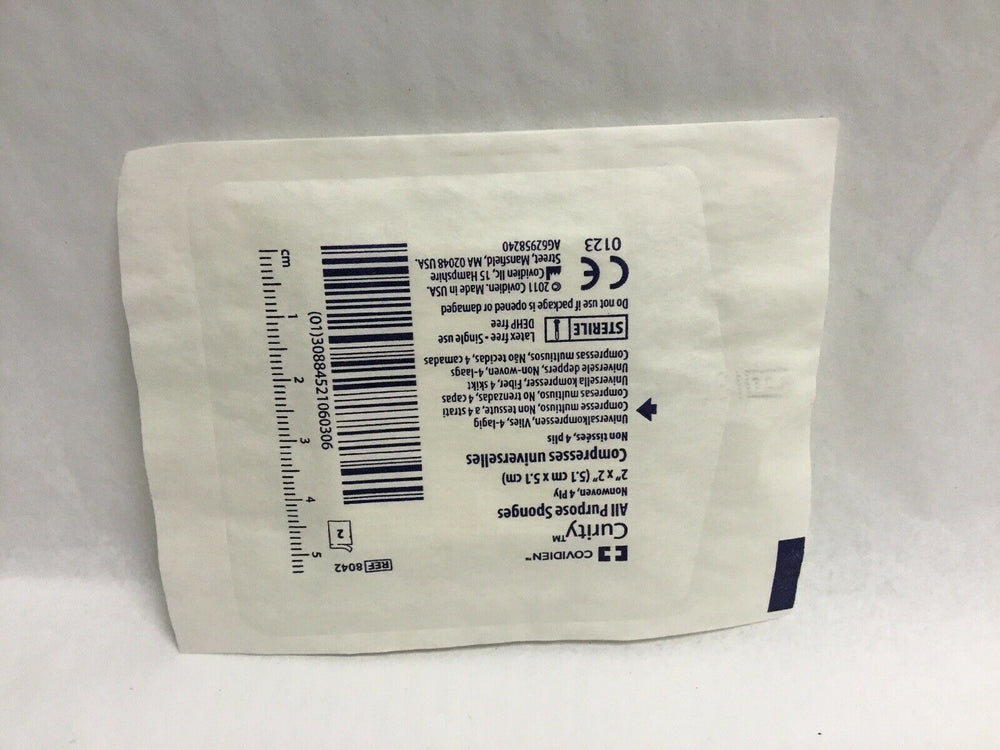 COVIDIEN™
Curity™
All Purpose Sponges
Nonwoven, 4 Ply
2" x 2" (5.1 cm x 5.1 cm)
Compresses universelles
Non tissées, 4 plis
Universalkompressen, Vlies, 4-lagig
Compresse multiuso, Non tessute, a 4 strati
Compresas multiuso, No trenzadas, 4 capas
Universella kompresser, Fiber, 4 skikt
Universele deppers, Non-woven, 4-laags
Compressas multiusos, Não tecidas, 4 camadas
STERILE
Latex free • Single use
DEHP free
Do not use if package is opened or damaged
CE
0123
© 2011 Covidien. Made in USA.
Covidien llc, 15 Hampshire
Street, Mansfield, MA 02048 USA.
AG62958240
REF 8042
2
(01)30884521060306
5
4
3
2
1
cm